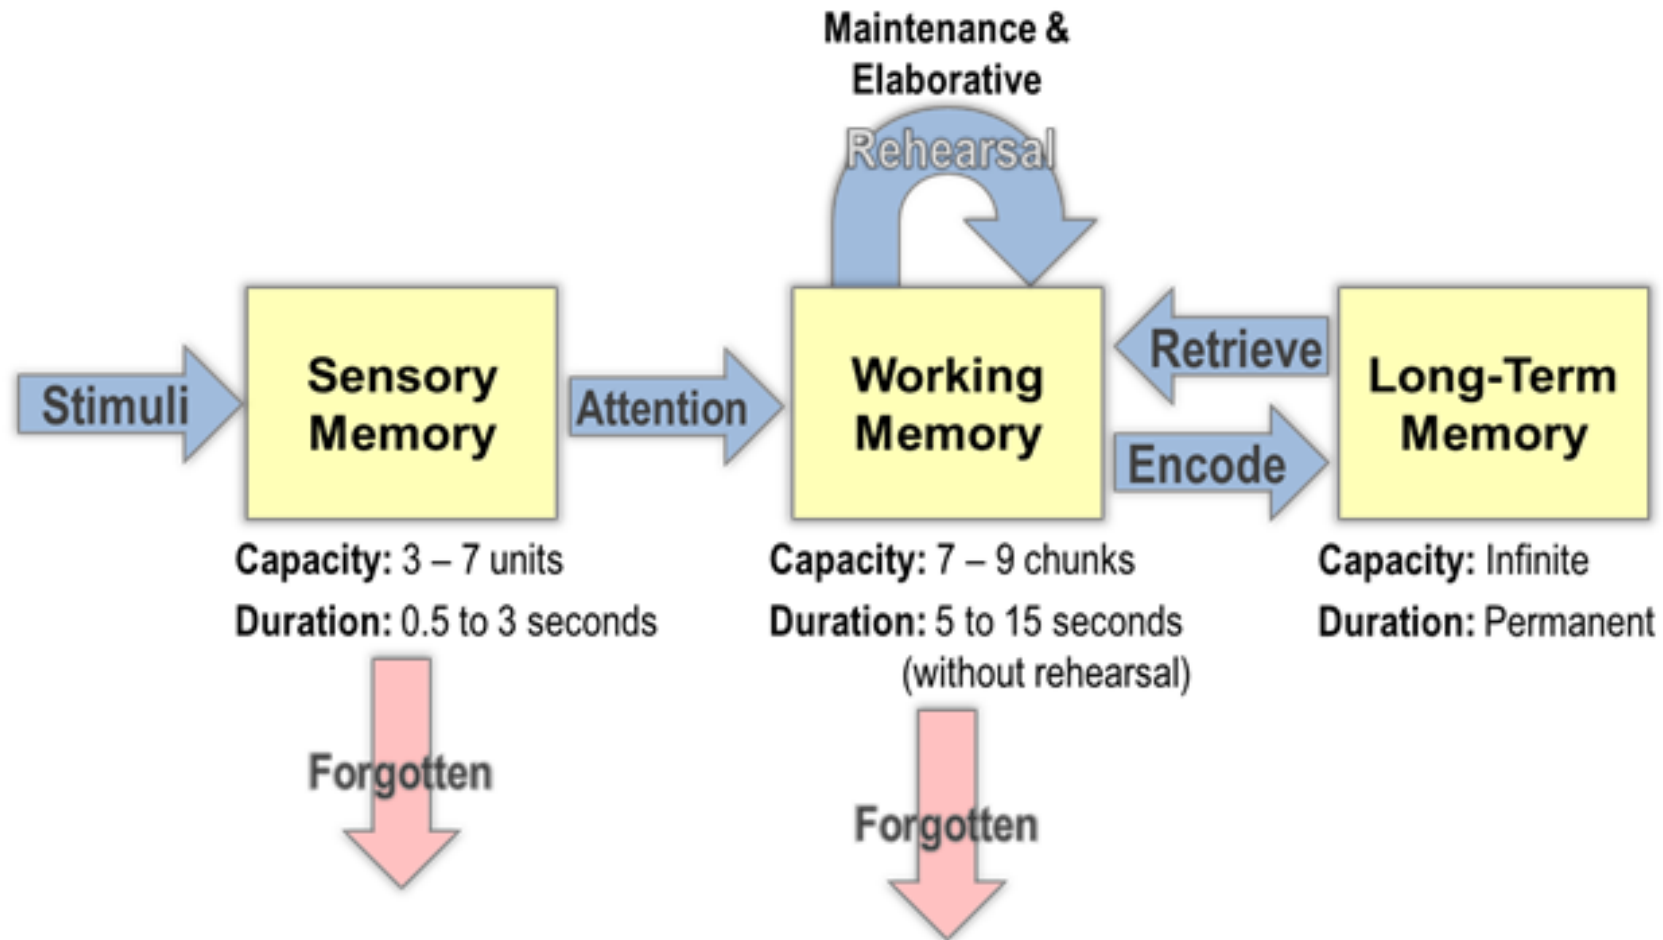 Maintenance &
Elaborative
Rehearsal
Stimuli
Sensory
Memory
Attention
Working
Memory
Retrieve
Encode
Long-Term
Memory
Capacity: 3 – 7 units
Duration: 0.5 to 3 seconds
Forgotten
Capacity: 7 – 9 chunks
Duration: 5 to 15 seconds
(without rehearsal)
Forgotten
Capacity: Infinite
Duration: Permanent